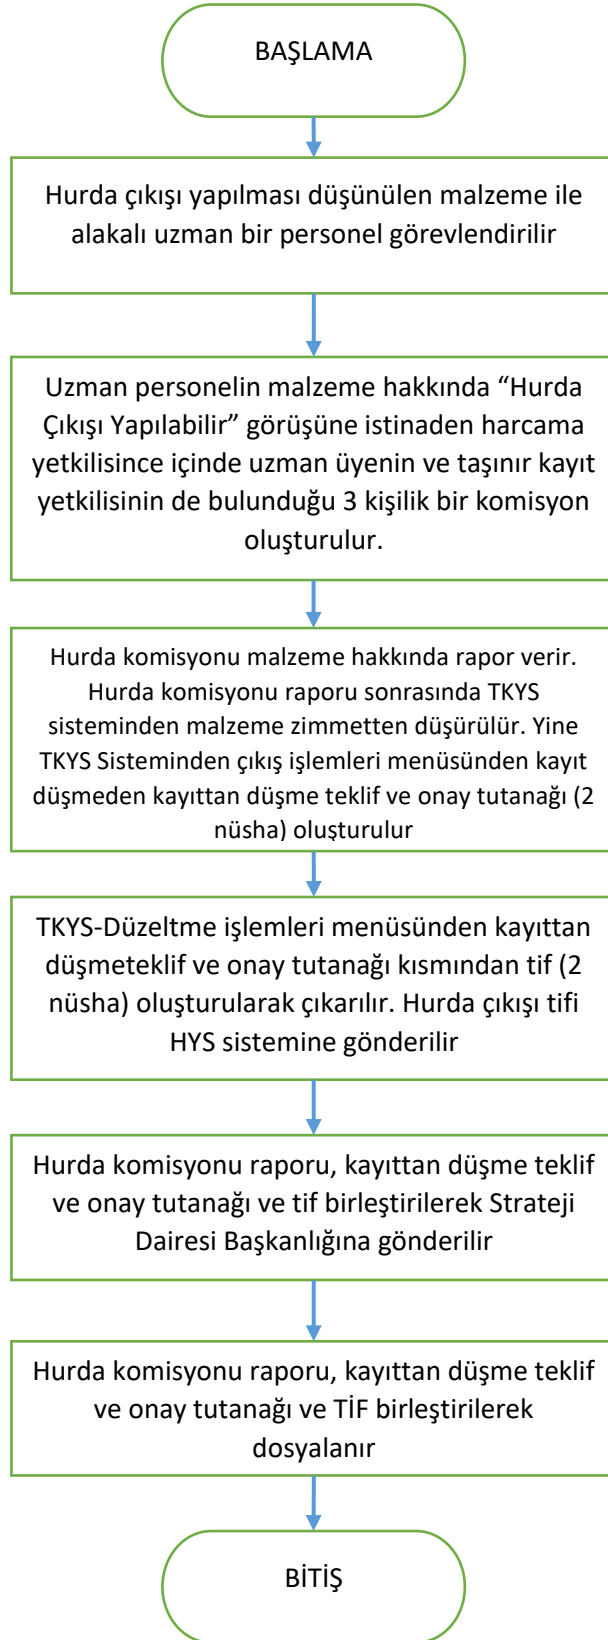 BAŞLAMA
Hurda çıkışı yapılması düşünülen malzeme ile
alakalı uzman bir personel görevlendirilir
Uzman personelin malzeme hakkında “Hurda
Çıkışı Yapılabilir” görüşüne istinaden harcama
yetkilisince içinde uzman üyenin ve taşınır kayıt
yetkilisinin de bulunduğu 3 kişilik bir komisyon
oluşturulur.
Hurda komisyonu malzeme hakkında rapor verir.
Hurda komisyonu raporu sonrasında TKYS
sisteminden malzeme zimmetten düşürülür. Yine
TKYS Sisteminden çıkış işlemleri menüsünden kayıt
düşmeden kayıttan düşme teklif ve onay tutanağı (2
nüsha) oluşturulur
TKYS-Düzeltme işlemleri menüsünden kayıttan
düşmeteklif ve onay tutanağı kısmından tif (2
nüsha) oluşturularak çıkarılır. Hurda çıkışı tifi
HYS sistemine gönderilir
Hurda komisyonu raporu, kayıttan düşme teklif
ve onay tutanağı ve tif birleştirilerek Strateji
Dairesi Başkanlığına gönderilir
Hurda komisyonu raporu, kayıttan düşme teklif
ve onay tutanağı ve TİF birleştirilerek
dosyalanır
BİTİŞ